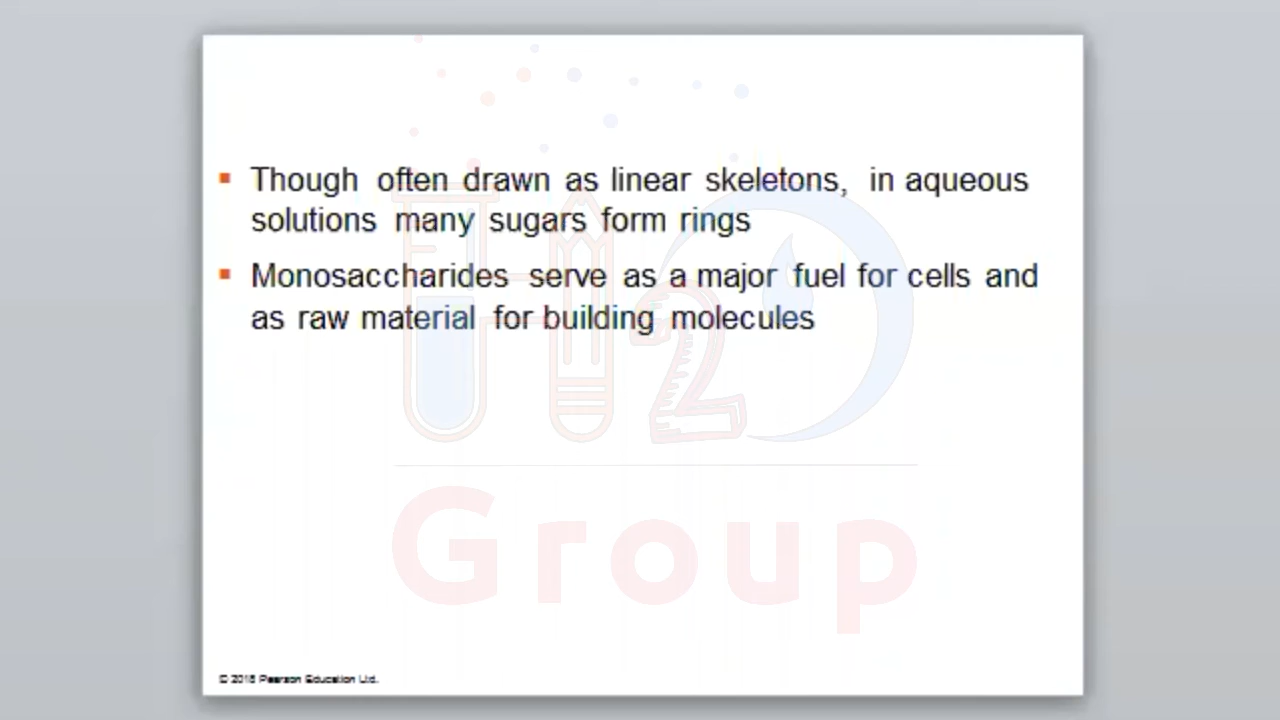 Though often drawn as linear skeletons, in aqueous
solutions many sugars form rings
Monosaccharides serve as a major fuel for cells and
as raw material for building molecules
H2O
Group
© 2018 Pearson Education Ltd.